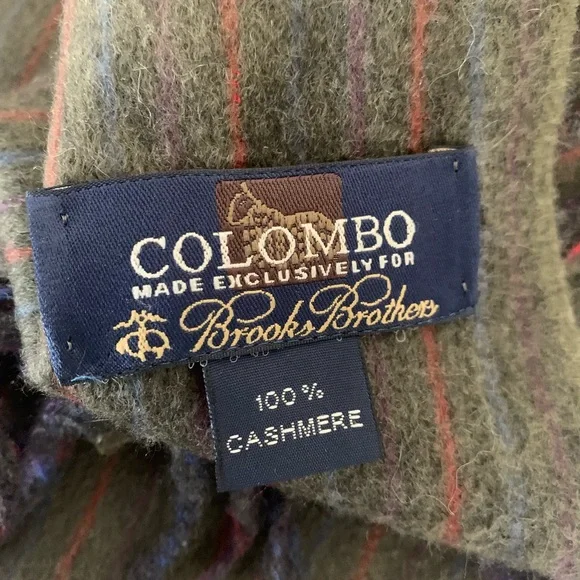 COLOMBO
MADE EXCLUSIVELY FOR
Brooks Brothers
100%
CASHMERE